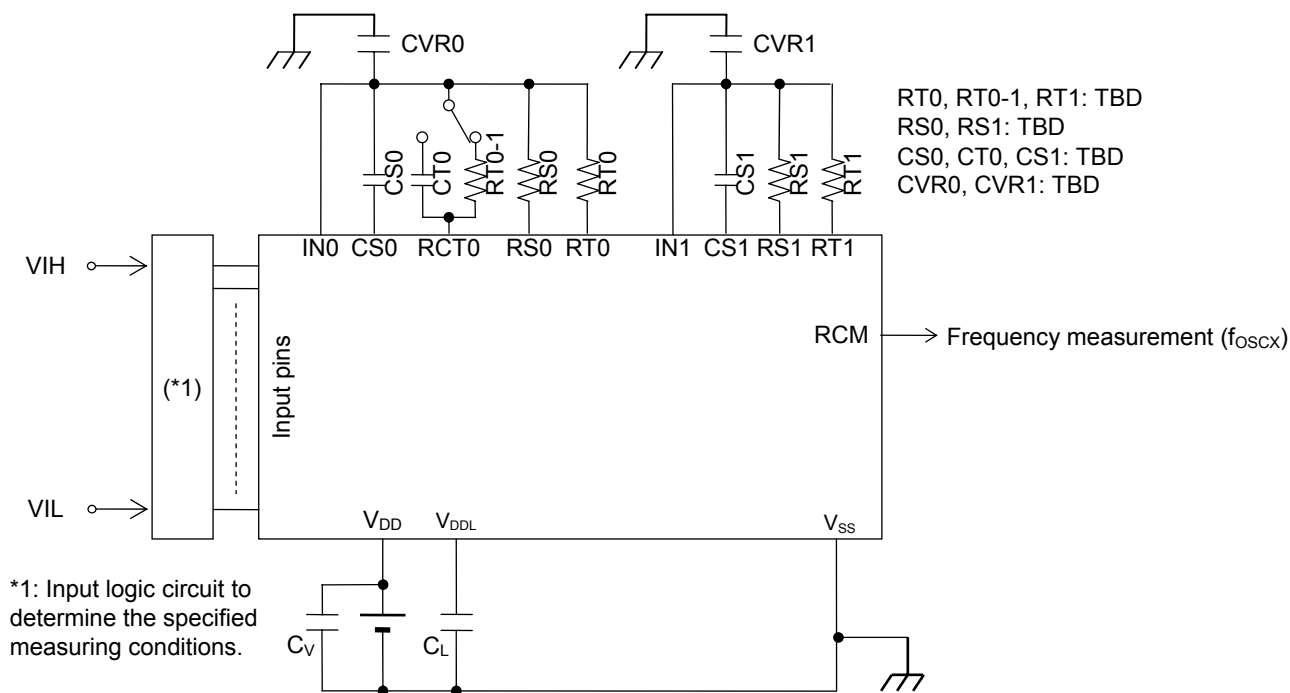 CVR0
CVR1
RT0, RT0-1, RT1: TBD
RS0, RS1: TBD
CS0, CT0, CS1: TBD
CVR0, CVR1: TBD
CS0
CT0
RT0-1
RS0
RT0
CS1
RS1
RT1
IN0 CS0 RCT0 RS0 RT0
IN1 CS1 RS1 RT1
VIH
(*1)
Input pins
RCM
Frequency measurement (fOSCX)
VIL
VDD
VDDL
VSS
*1: Input logic circuit to
determine the specified
measuring conditions.
CV
CL